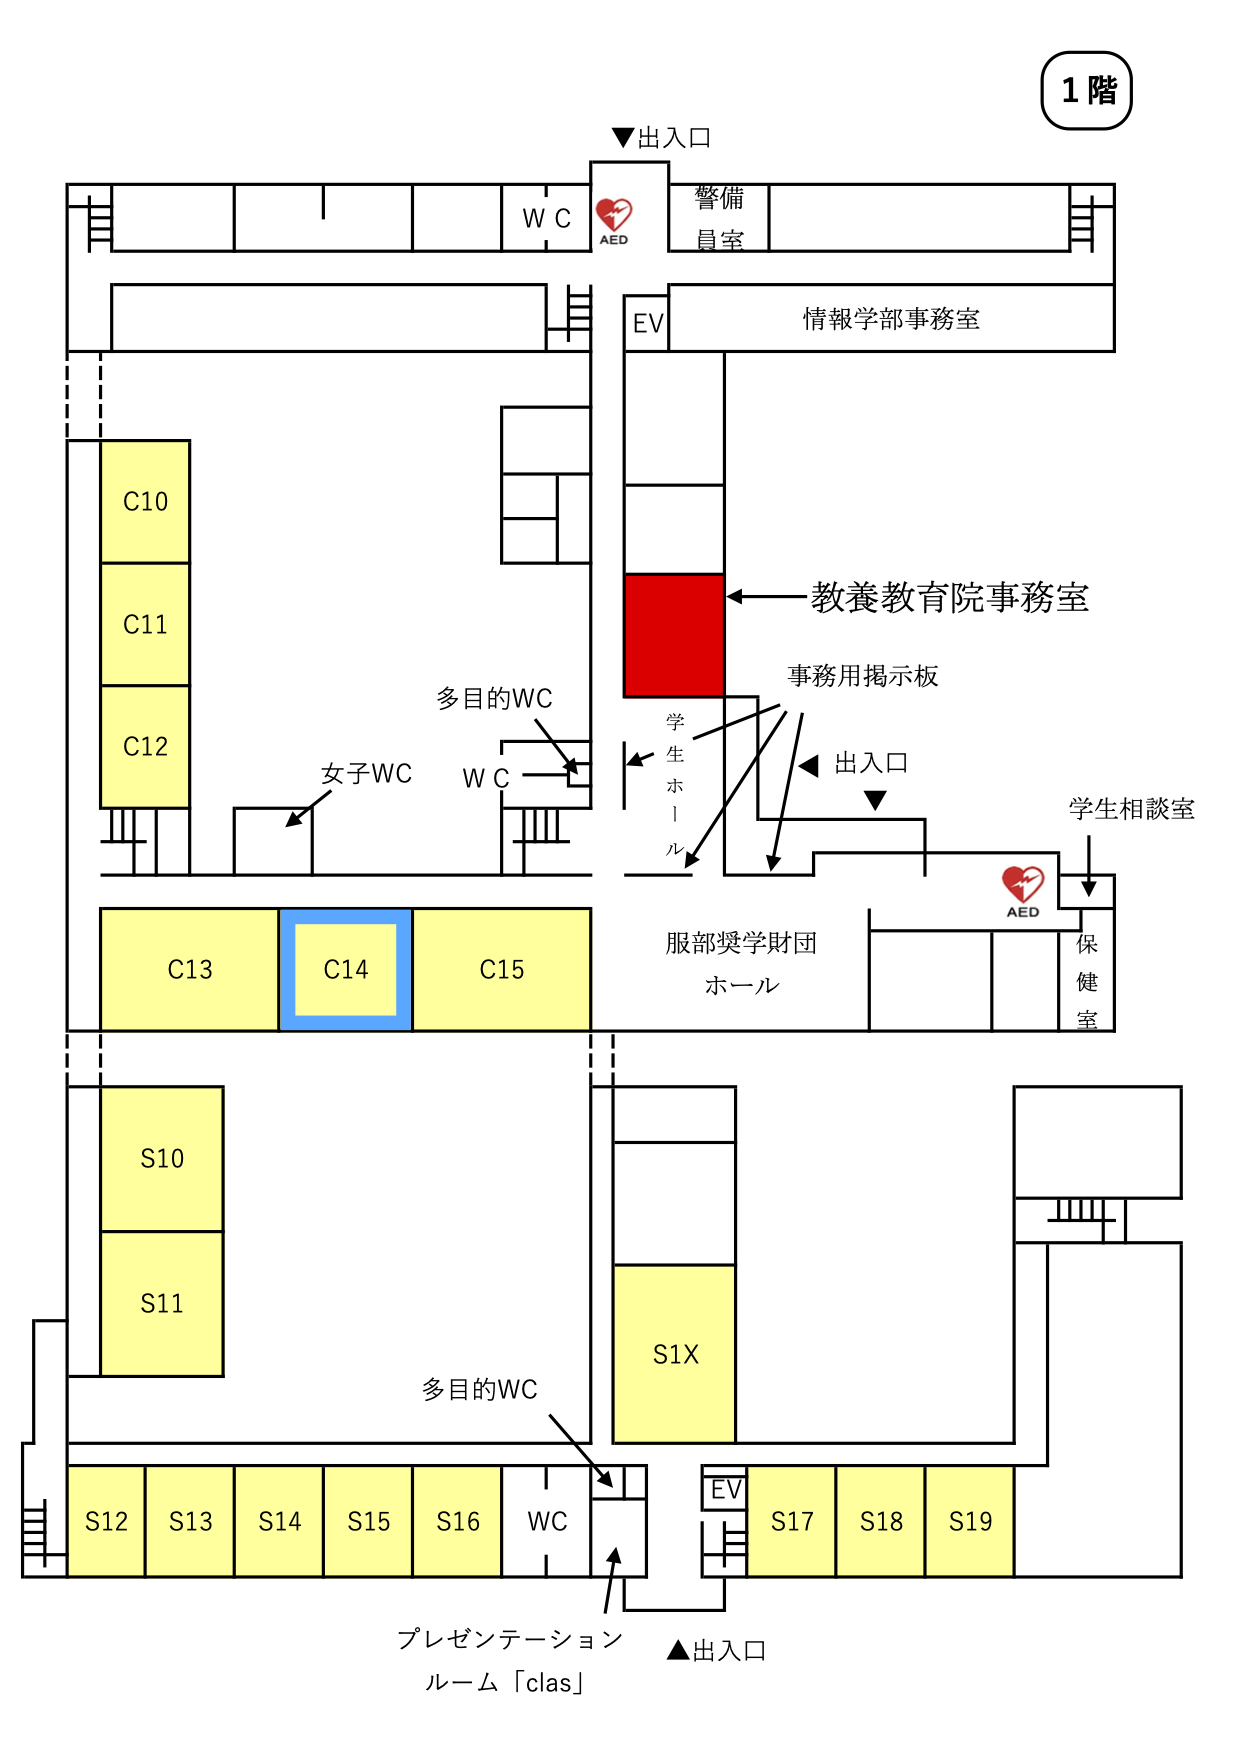 1階
▼出入口
WC
AED
警備
員室
EV
情報学部事務室
C10
C11
C12
教養教育院事務室
事務用掲示板
多目的WC
WC
女子WC
学生ホール
◀ 出入口
▼
学生相談室
AED
C13
C14
C15
服部奨学財団
ホール
保健室
S10
S11
S1X
多目的WC
S12
S13
S14
S15
S16
WC
EV
S17
S18
S19
プレゼンテーション
ルーム「clas」
▲出入口